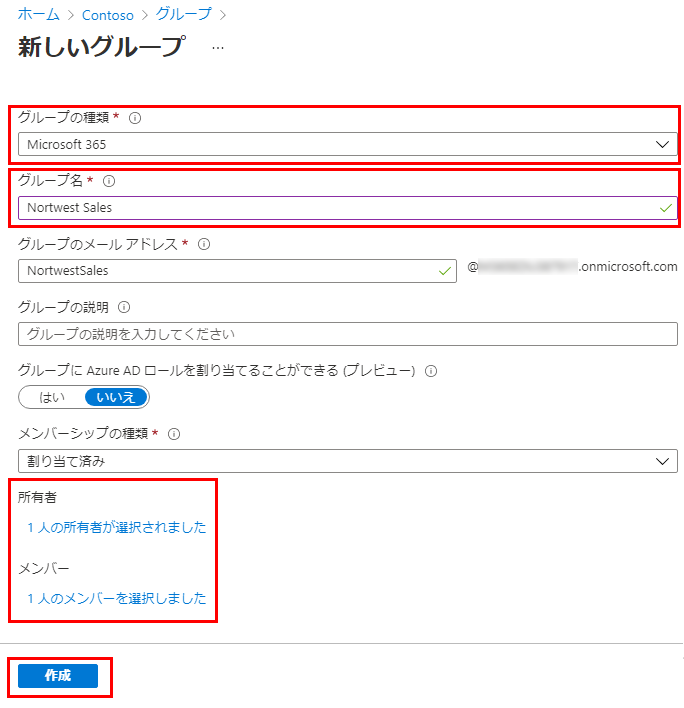 ホーム > Contoso > グループ >
新しいグループ ...
グループの種類 *
Microsoft 365
グループ名 *
Nortwest Sales
グループのメール アドレス *
NortwestSales @ .onmicrosoft.com
グループの説明
グループの説明を入力してください
グループに Azure AD ロールを割り当てることができる (プレビュー)
はい いいえ
メンバーシップの種類 *
割り当て済み
所有者
1 人の所有者が選択されました
メンバー
1 人のメンバーを選択しました
作成